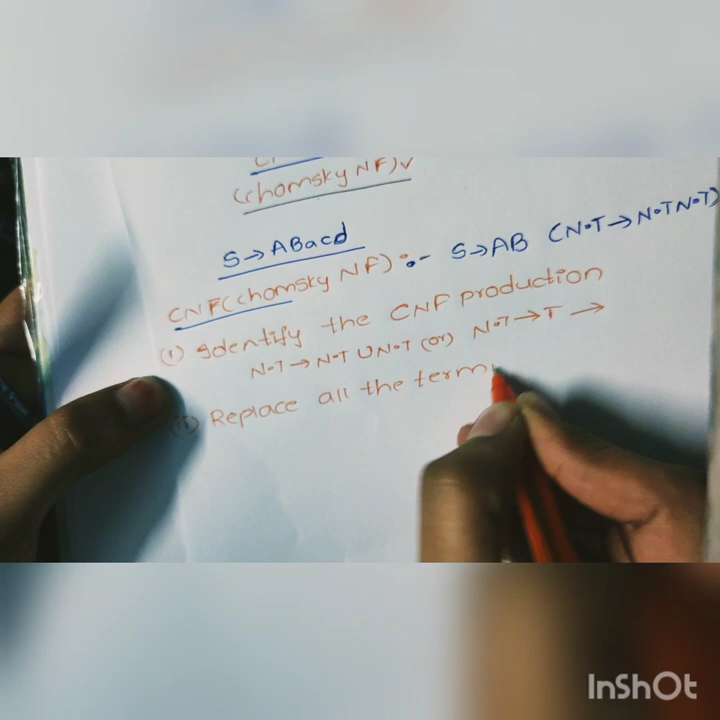 (chomsky NF)✓
S→ABacd
CNF(chomsky NF) :- S→AB (N·T→N·TN·T)
(i) Identify the CNF production
N·T→N·T UN·T (or) N·T→T →
(ii) Replace all the term
InShOt